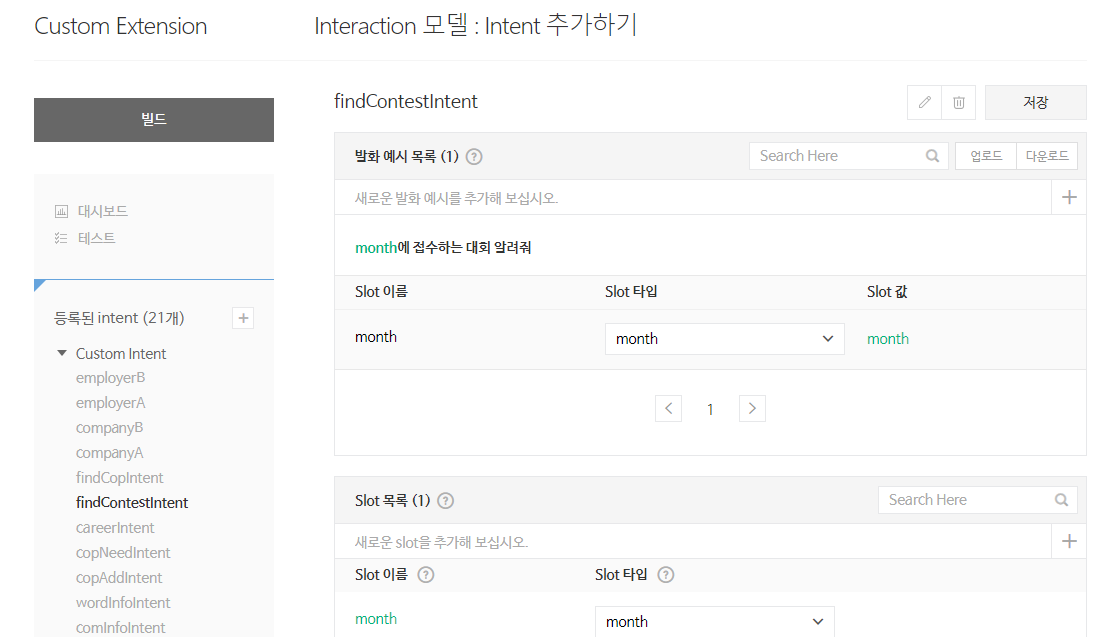 Custom Extension
Interaction 모델 : Intent 추가하기
빌드
대시보드
테스트
등록된 intent (21개)
Custom Intent
employerB
employerA
companyB
companyA
findCopIntent
findContestIntent
careerIntent
copNeedIntent
copAddIntent
wordInfoIntent
comInfoIntent
findContestIntent
저장
발화 예시 목록 (1) ?
Search Here
업로드
다운로드
새로운 발화 예시를 추가해 보십시오.
month에 접수하는 대회 알려줘
Slot 이름 Slot 타입 Slot 값
month month month
1
Slot 목록 (1) ?
Search Here
새로운 slot을 추가해 보십시오.
Slot 이름 ? Slot 타입 ?
month month